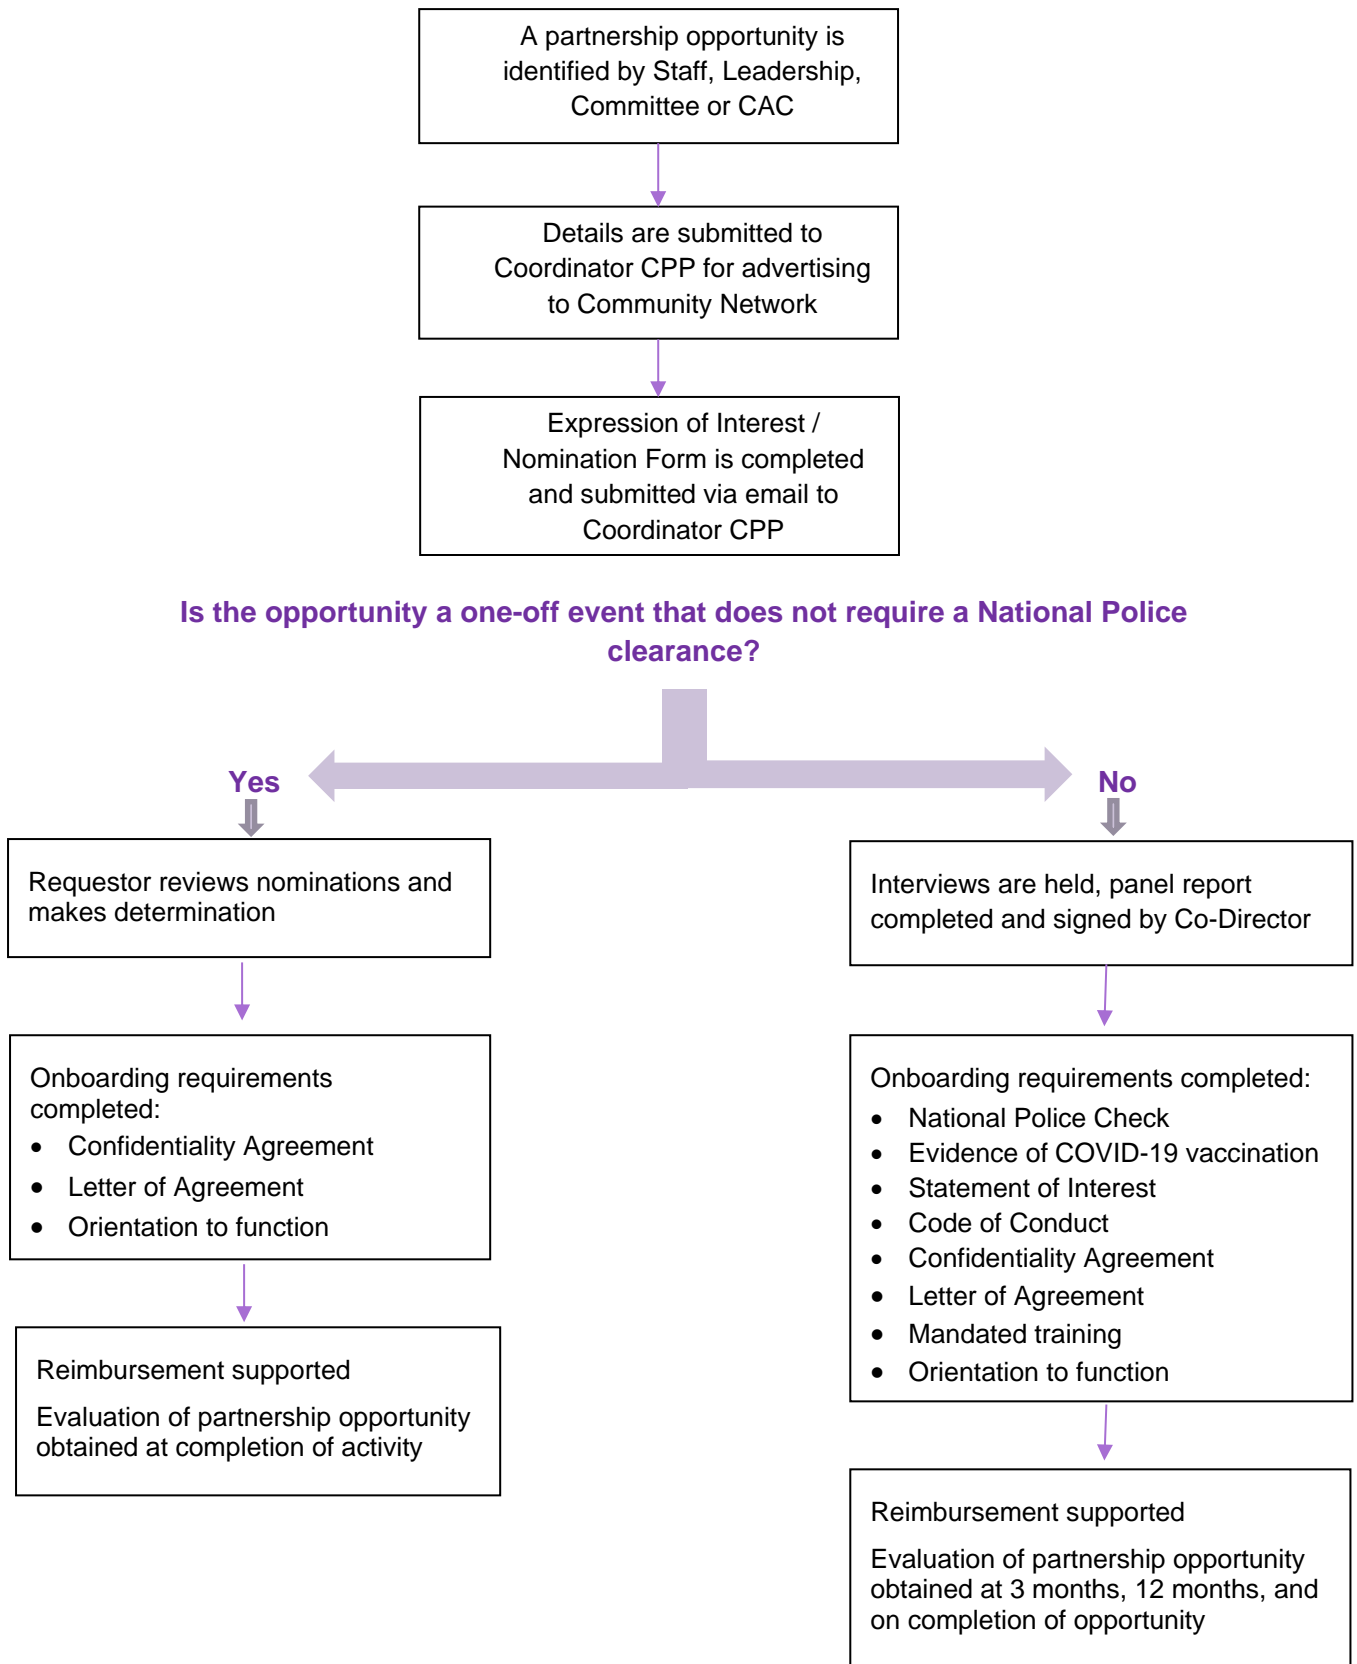 A partnership opportunity is
identified by Staff, Leadership,
Committee or CAC
Details are submitted to
Coordinator CPP for advertising
to Community Network
Expression of Interest /
Nomination Form is completed
and submitted via email to
Coordinator CPP
Is the opportunity a one-off event that does not require a National Police
clearance?
Yes
No
Requestor reviews nominations and
makes determination
Onboarding requirements
completed:
• Confidentiality Agreement
• Letter of Agreement
• Orientation to function
Reimbursement supported
Evaluation of partnership opportunity
obtained at completion of activity
Interviews are held, panel report
completed and signed by Co-Director
Onboarding requirements completed:
• National Police Check
• Evidence of COVID-19 vaccination
• Statement of Interest
• Code of Conduct
• Confidentiality Agreement
• Letter of Agreement
• Mandated training
• Orientation to function
Reimbursement supported
Evaluation of partnership opportunity
obtained at 3 months, 12 months, and
on completion of opportunity